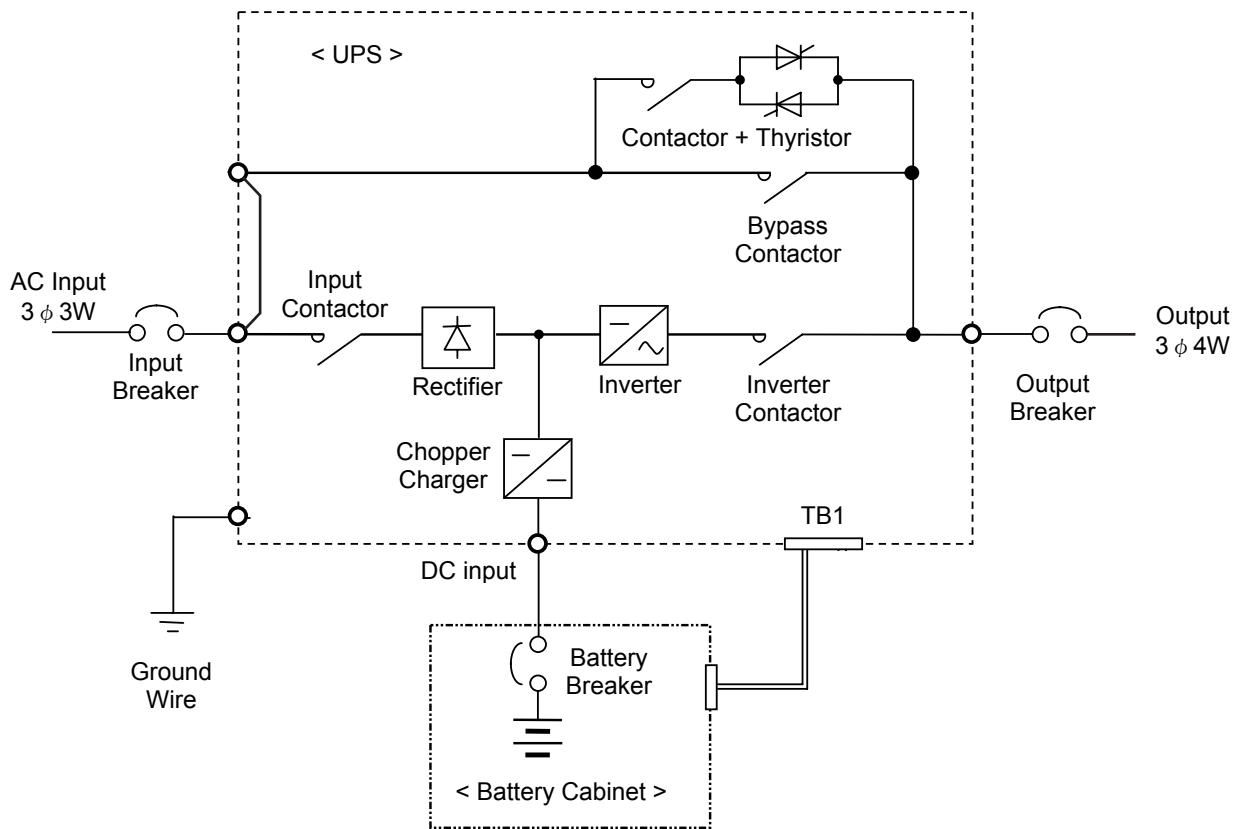 < UPS >
Contactor + Thyristor
Bypass
Contactor
AC Input
3 ϕ 3W
Input
Breaker
Input
Contactor
Rectifier
Inverter
Inverter
Contactor
Output
3 ϕ 4W
Output
Breaker
Chopper
Charger
TB1
DC input
Ground
Wire
Battery
Breaker
< Battery Cabinet >